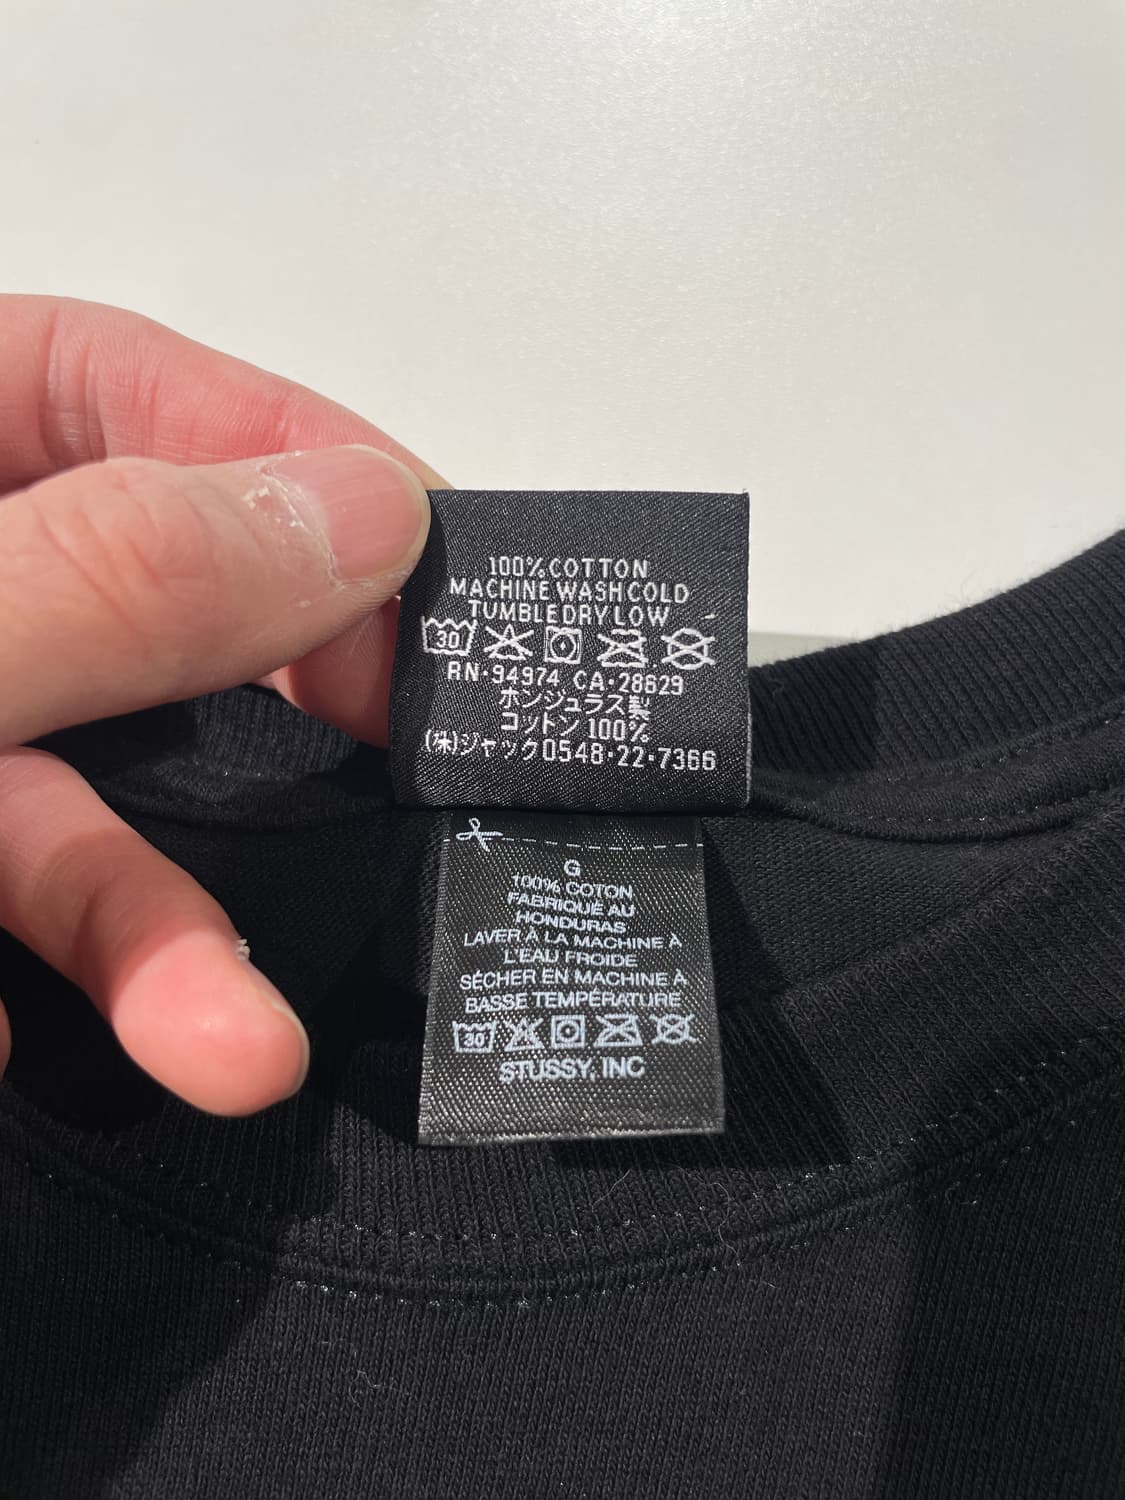 100% COTTON
MACHINE WASH COLD
TUMBLE DRY LOW
30
RN·94974 CA·28629
ホンジュラス製
コットン 100%
(株)ジャック0548·22·7366
G
100% COTON
FABRIQUÉ AU
HONDURAS
LAVER À LA MACHINE À
L'EAU FROIDE
SÉCHER EN MACHINE À
BASSE TEMPÉRATURE
30
STUSSY, INC